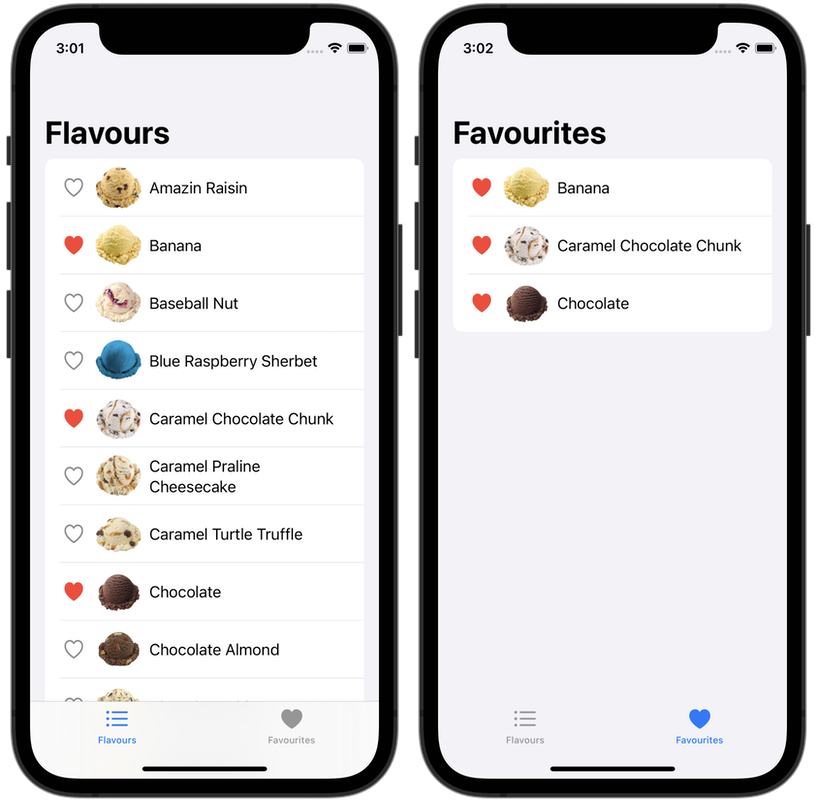 3:01
Flavours
Amazin Raisin
Banana
Baseball Nut
Blue Raspberry Sherbet
Caramel Chocolate Chunk
Caramel Praline
Cheesecake
Caramel Turtle Truffle
Chocolate
Chocolate Almond
Flavours
Favourites
3:02
Favourites
Banana
Caramel Chocolate Chunk
Chocolate
Flavours
Favourites